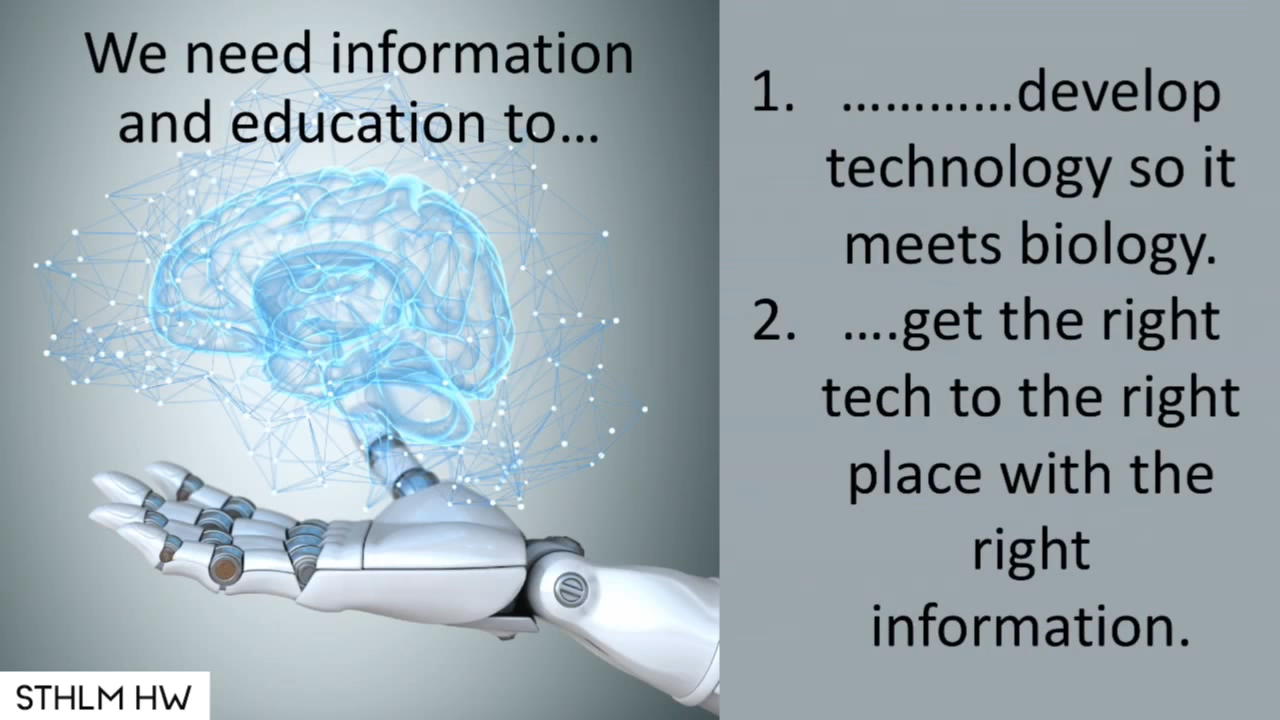 We need information
and education to…
1. …………develop
technology so it
meets biology.
2. ….get the right
tech to the right
place with the
right
information.
STHLM HW